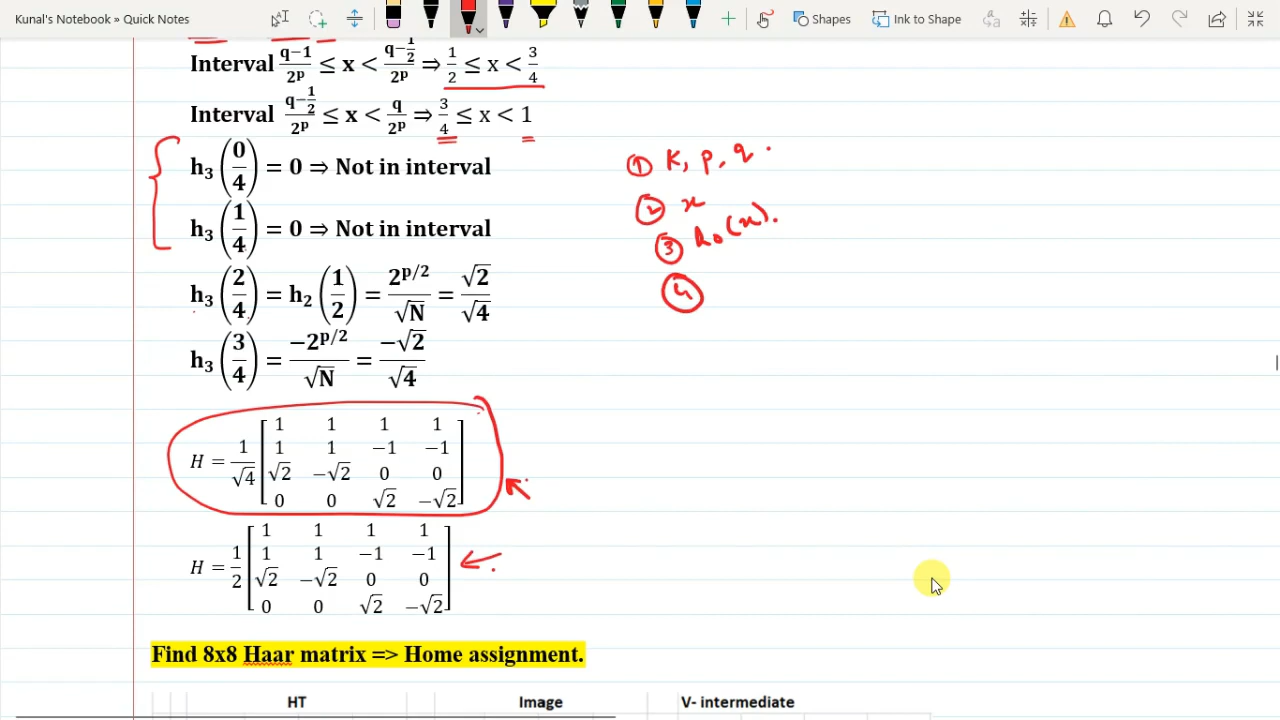 Kunal's Notebook » Quick Notes
Shapes
Ink to Shape
Interval (q−1)/2^p ≤ x < (q−1/2)/2^p ⇒ 1/2 ≤ x < 3/4
Interval (q−1/2)/2^p ≤ x < q/2^p ⇒ 3/4 ≤ x < 1
h₃(0/4) = 0 ⇒ Not in interval
① K, p, q.
h₃(1/4) = 0 ⇒ Not in interval
② x
③ h₀(x).
h₃(2/4) = h₂(1/2) = 2^(p/2)/√N = √2/√4
④
h₃(3/4) = −2^(p/2)/√N = −√2/√4
H = 1/√4 [
1 1 1 1
1 1 −1 −1
√2 −√2 0 0
0 0 √2 −√2 ]
H = 1/2 [
1 1 1 1
1 1 −1 −1
√2 −√2 0 0
0 0 √2 −√2 ]
Find 8x8 Haar matrix => Home assignment.
HT Image V- intermediate